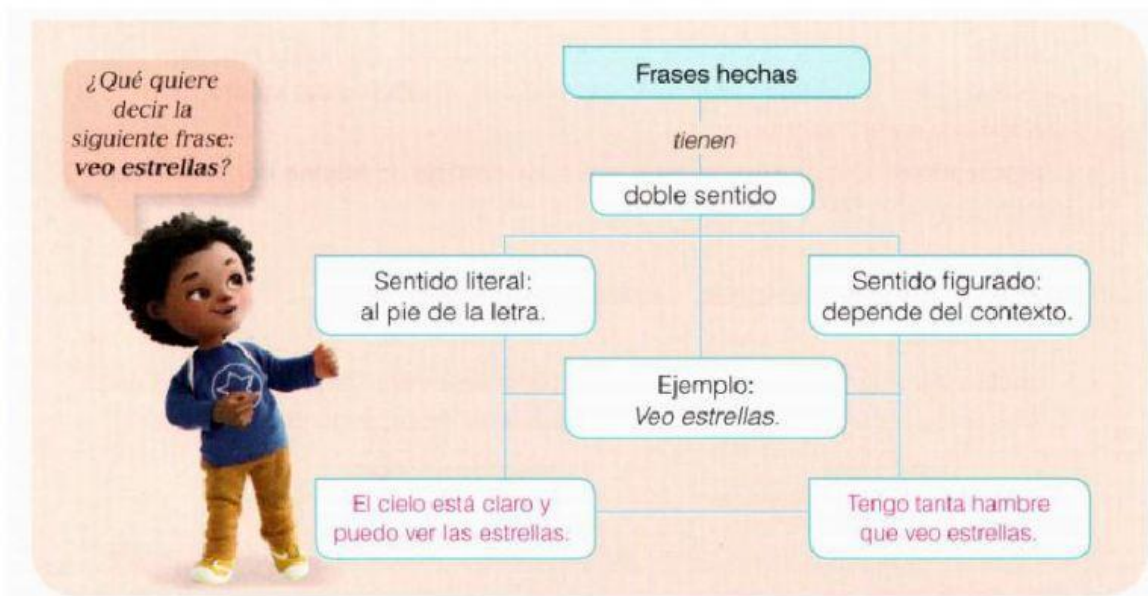 ¿Qué quiere
decir la
siguiente frase:
veo estrellas?
Frases hechas
tienen
doble sentido
Sentido literal:
al pie de la letra.
Sentido figurado:
depende del contexto.
Ejemplo:
Veo estrellas.
El cielo está claro y
puedo ver las estrellas.
Tengo tanta hambre
que veo estrellas.